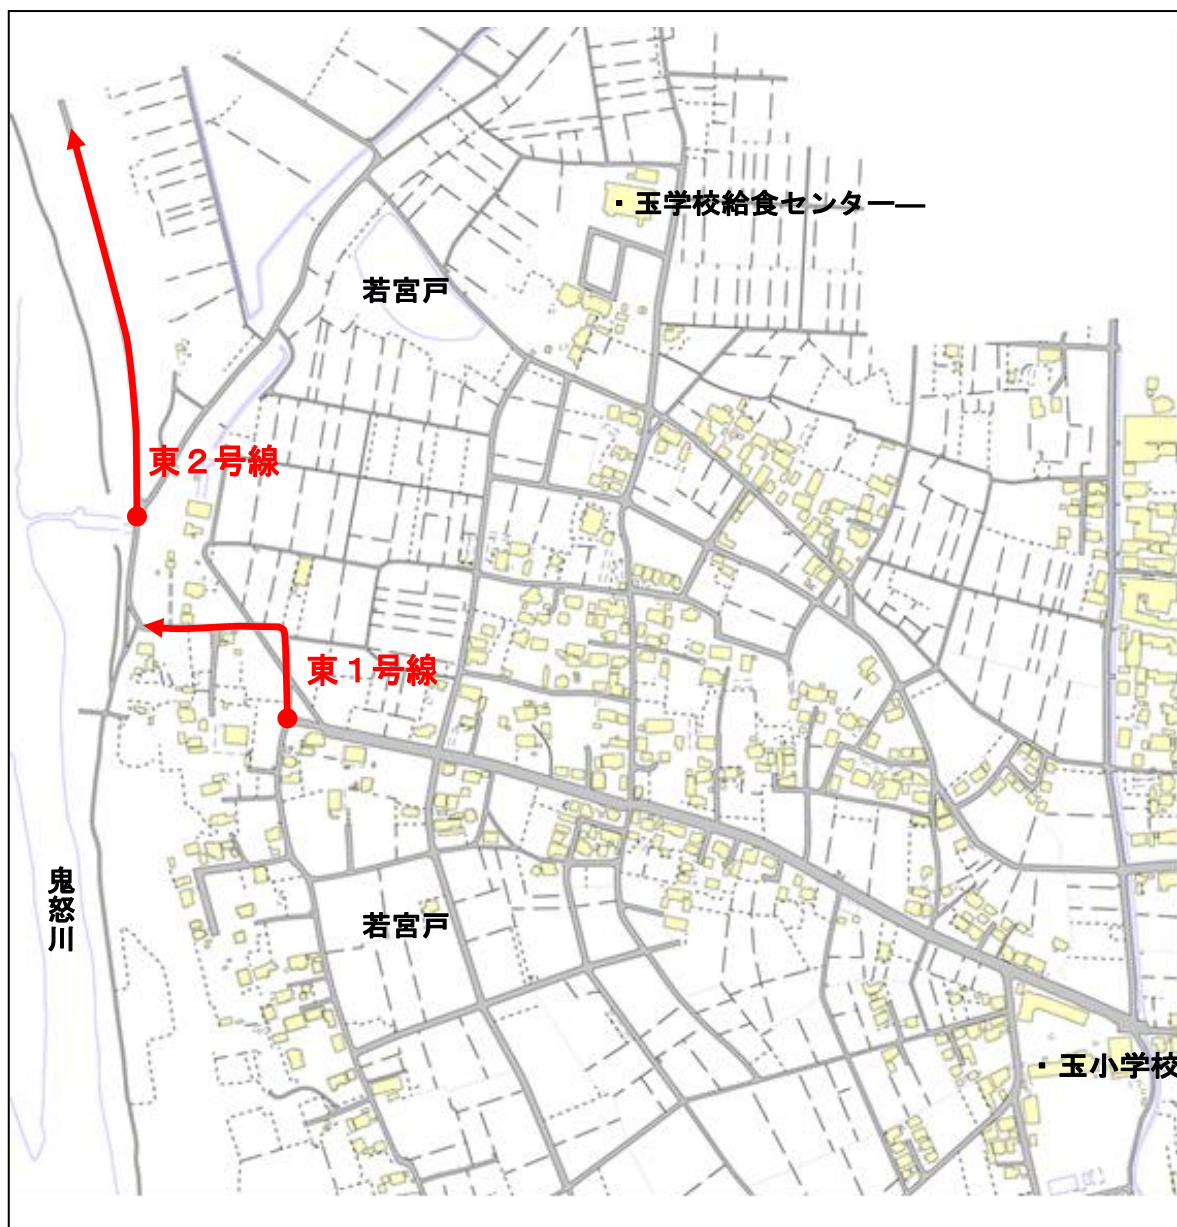 ・玉学校給食センター―
若宮戸
東２号線
東１号線
鬼怒川
若宮戸
・玉小学校